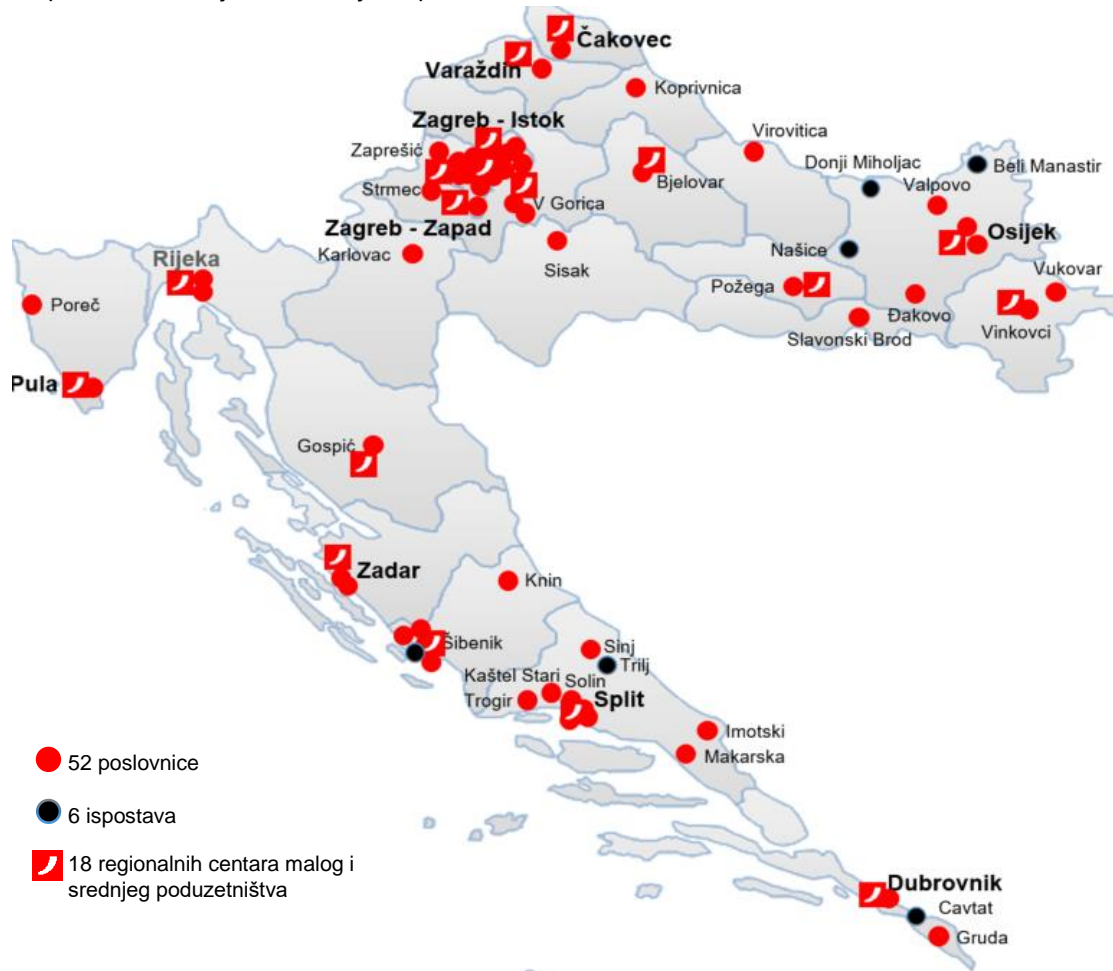 Čakovec
Varaždin
Koprivnica
Zagreb - Istok
Virovitica
Zaprešić
Donji Miholjac
Beli Manastir
Bjelovar
Strmec
Valpovo
V Gorica
Zagreb - Zapad
Osijek
Karlovac
Našice
Rijeka
Sisak
Vukovar
Požega
Poreč
Đakovo
Vinkovci
Slavonski Brod
Pula
Gospić
Zadar
Knin
Šibenik
Sinj
Trilj
Kaštel Stari
Solin
Trogir
Split
Imotski
Makarska
52 poslovnice
6 ispostava
18 regionalnih centara malog i
srednjeg poduzetništva
Dubrovnik
Cavtat
Gruda